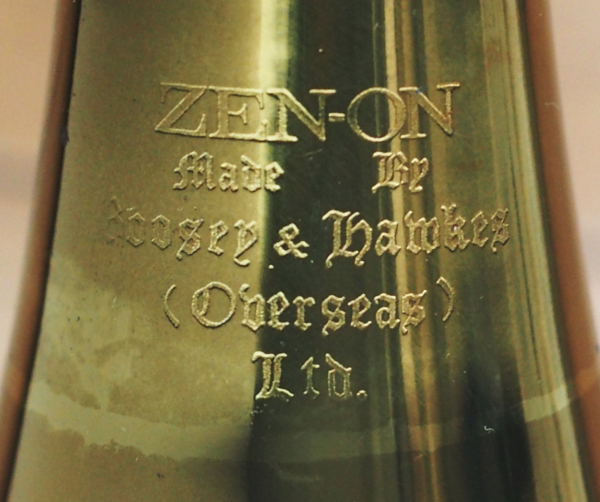 ZEN-ON
Made By
Boosey & Hawkes
(Overseas)
Ltd.